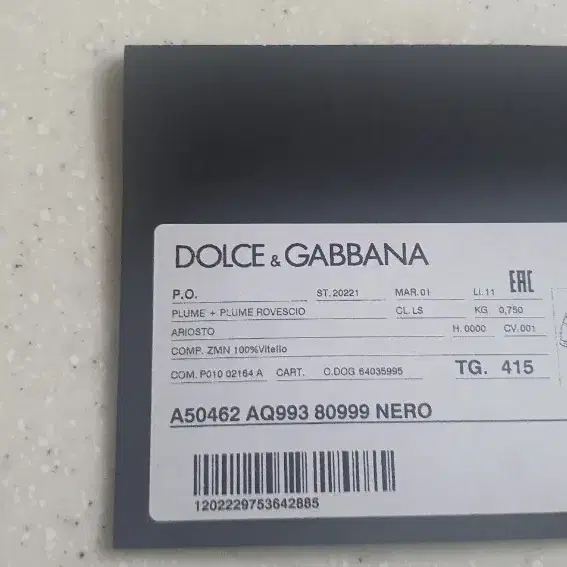 DOLCE & GABBANA
P.O. ST.20221 MAR.01 LI.11 EAC
PLUME + PLUME ROVESCIO CL.LS KG 0,750
ARIOSTO H.0000 CV.001
COMP. ZMN 100%Vitello
COM. P010 02164 A CART. C.DOG 64035995 TG. 415
A50462 AQ993 80999 NERO
1202229753642885